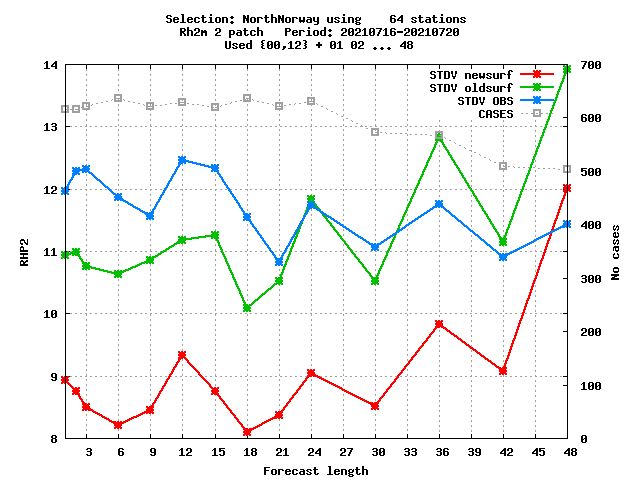 Selection: NorthNorway using    64 stations
Rh2m 2 patch   Period: 20210716-20210720
Used {00,12} + 01 02 ... 48
STDV newsurf
STDV oldsurf
STDV OBS
CASES
14
13
12
11
10
9
8
RHP2
700
600
500
400
300
200
100
0
No cases
3 6 9 12 15 18 21 24 27 30 33 36 39 42 45 48
Forecast length